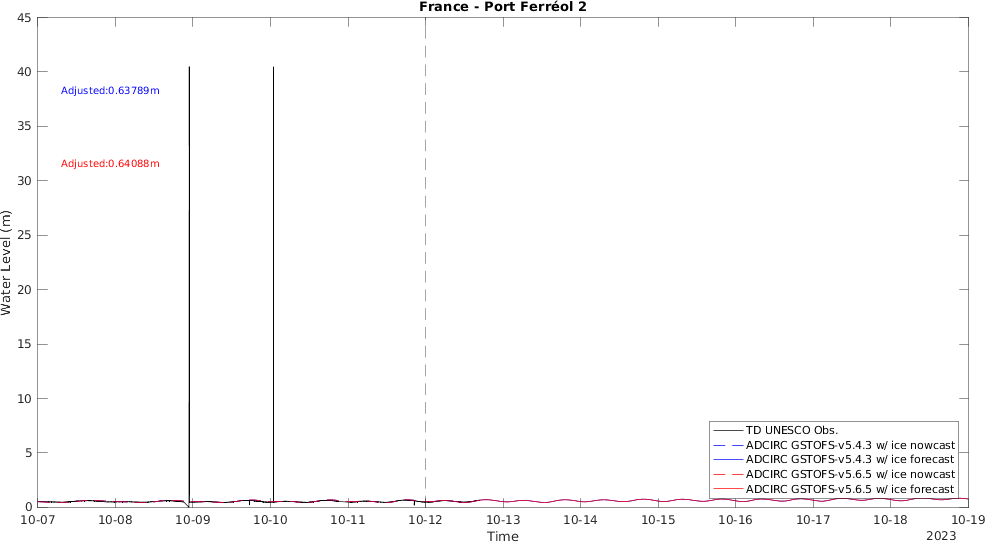 France - Port Ferréol 2
45
40
35
30
25
20
15
10
5
0
Water Level (m)
Adjusted:0.63789m
Adjusted:0.64088m
TD UNESCO Obs.
ADCIRC GSTOFS-v5.4.3 w/ ice nowcast
ADCIRC GSTOFS-v5.4.3 w/ ice forecast
ADCIRC GSTOFS-v5.6.5 w/ ice nowcast
ADCIRC GSTOFS-v5.6.5 w/ ice forecast
10-07 10-08 10-09 10-10 10-11 10-12 10-13 10-14 10-15 10-16 10-17 10-18 10-19
Time
2023